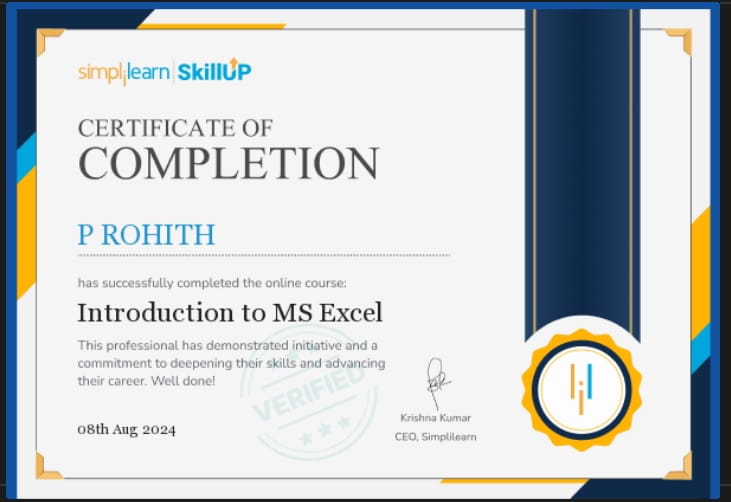 simplilearn | SkillUP
CERTIFICATE OF
COMPLETION
P ROHITH
has successfully completed the online course:
Introduction to MS Excel
This professional has demonstrated initiative and a
commitment to deepening their skills and advancing
their career. Well done!
VERIFIED
08th Aug 2024
Krishna Kumar
CEO, Simplilearn